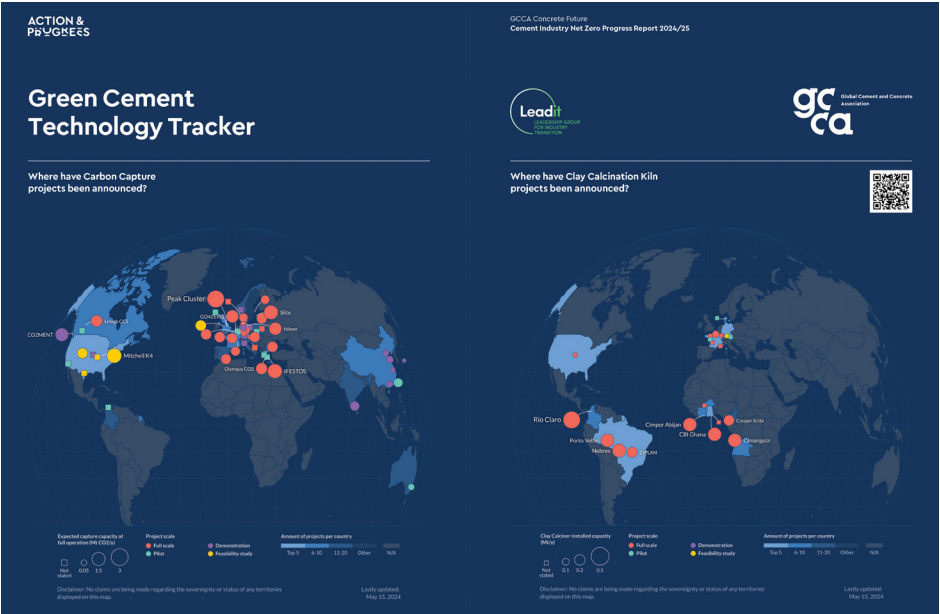 ACTION &
PROGRESS
GCCA Concrete Future
Cement Industry Net Zero Progress Report 2024/25
Green Cement
Technology Tracker
Leadit
LEADERSHIP GROUP
FOR INDUSTRY
TRANSITION
gcca
Global Cement and Concrete
Association
Where have Carbon Capture
projects been announced?
Where have Clay Calcination Kiln
projects been announced?
Peak Cluster
GO4ZERO
Slite
Lehigh CCS
CO2MENT
Höver
Mitchell K4
Olympus CO2
IFESTOS
Rio Claro
Cimpor Abijan
Cimpor Kribi
CBI Ghana
Cimangola
Porto Velho
Nobres
CIPLAN
Expected capture capacity at
full operation (Mt CO2/y)
Not
stated
0.05
1.5
3
Project scale
Full scale
Pilot
Demonstration
Feasibility study
Amount of projects per country
Top 5
6-10
11-20
Other
N/A
Disclaimer: No claims are being made regarding the sovereignty or status of any territories
displayed on this map.
Lastly updated:
May 15, 2024
Clay Calciner installed capacity
(Mt/y)
Not
stated
0.1
0.2
0.5
Project scale
Full scale
Pilot
Demonstration
Feasibility study
Amount of projects per country
Top 5
6-10
11-20
Other
N/A
Disclaimer: No claims are being made regarding the sovereignty or status of any territories
displayed on this map.
Lastly updated:
May 15, 2024